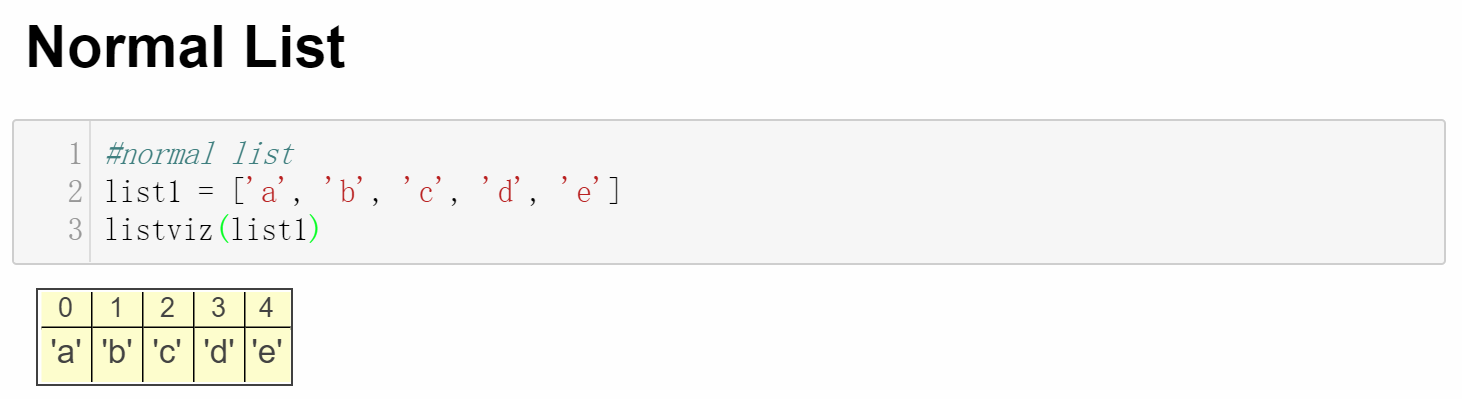 Normal List
1 #normal list
2 list1 = ['a', 'b', 'c', 'd', 'e']
3 listviz(list1)
0 1 2 3 4
'a' 'b' 'c' 'd' 'e'